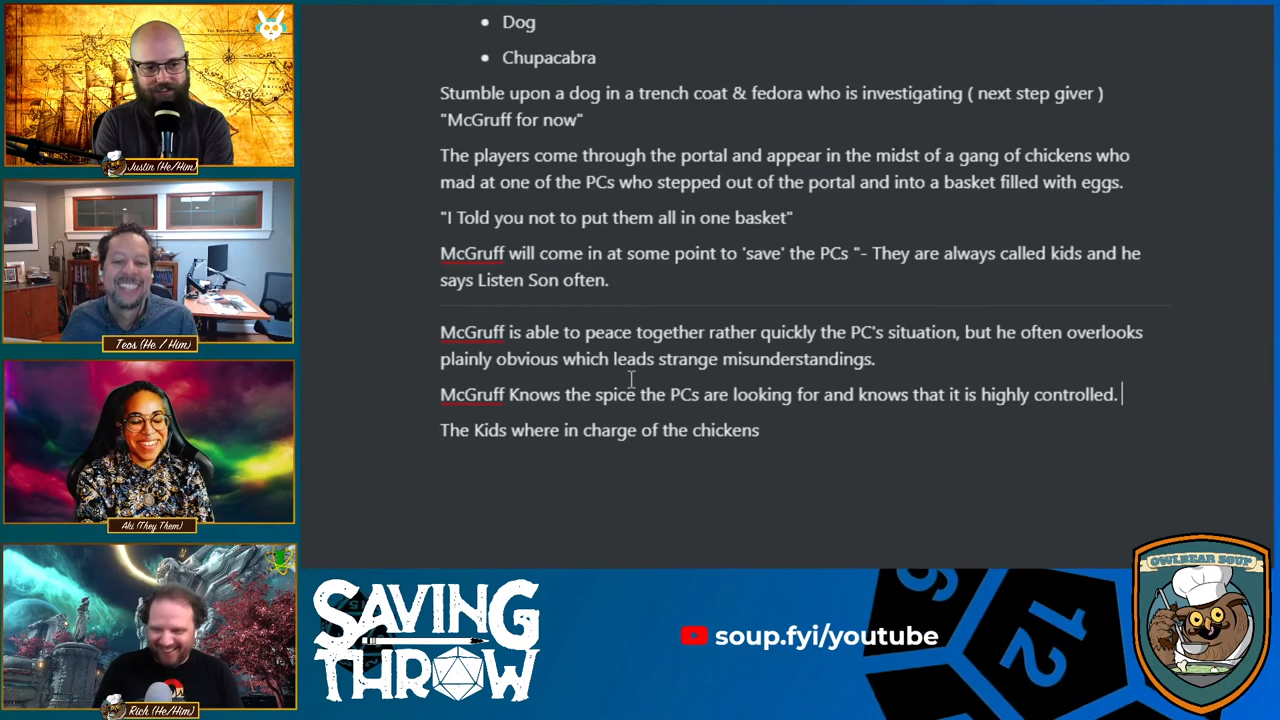 Dog
Chupacabra
Stumble upon a dog in a trench coat & fedora who is investigating ( next step giver )
"McGruff for now"
The players come through the portal and appear in the midst of a gang of chickens who
mad at one of the PCs who stepped out of the portal and into a basket filled with eggs.
"I Told you not to put them all in one basket"
McGruff will come in at some point to 'save' the PCs "- They are always called kids and he
says Listen Son often.
McGruff is able to peace together rather quickly the PC's situation, but he often overlooks
plainly obvious which leads strange misunderstandings.
McGruff Knows the spice the PCs are looking for and knows that it is highly controlled.
The Kids where in charge of the chickens
Justin (He/Him)
Teos (He / Him)
Aki (They Them)
Rich (He/Him)
SAVING
THROW
soup.fyi/youtube
12
OWLBEAR SOUP